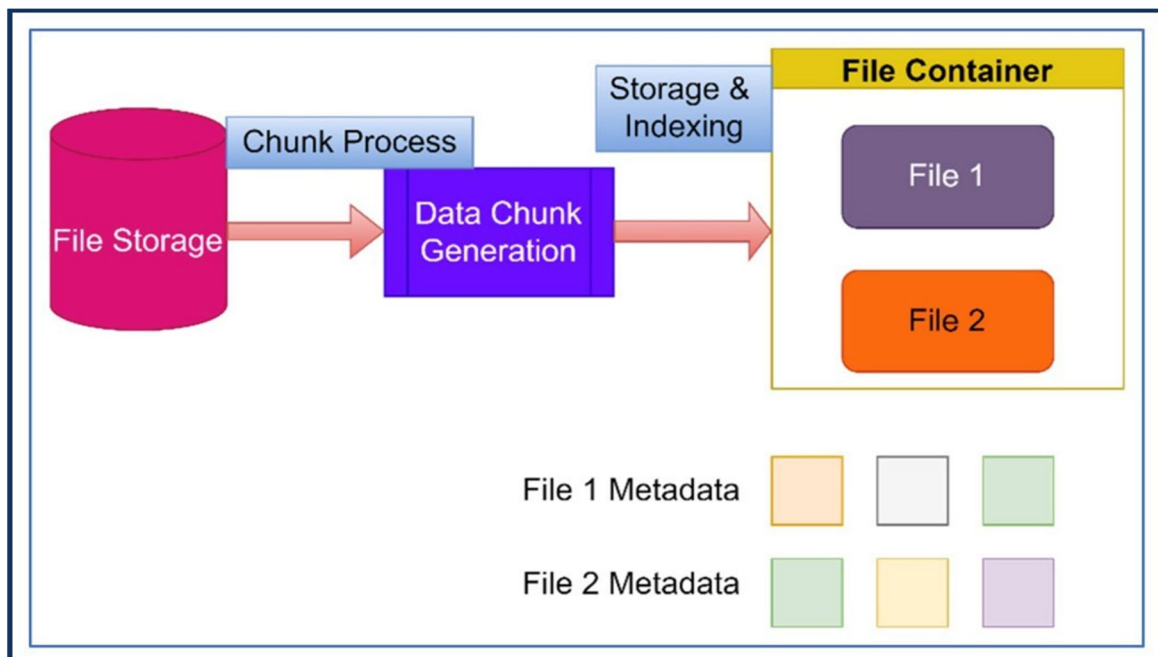 File Storage
Chunk Process
Data Chunk
Generation
Storage &
Indexing
File Container
File 1
File 2
File 1 Metadata
File 2 Metadata